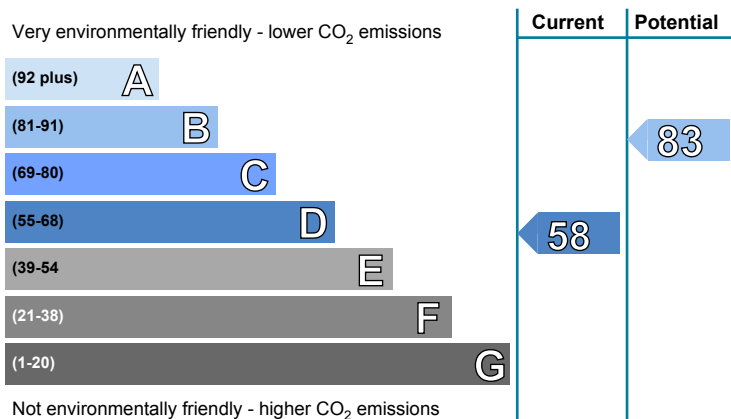 Current Potential
Very environmentally friendly - lower CO₂ emissions
(92 plus) A
(81-91) B
83
(69-80) C
(55-68) D
58
(39-54 E
(21-38) F
(1-20) G
Not environmentally friendly - higher CO₂ emissions